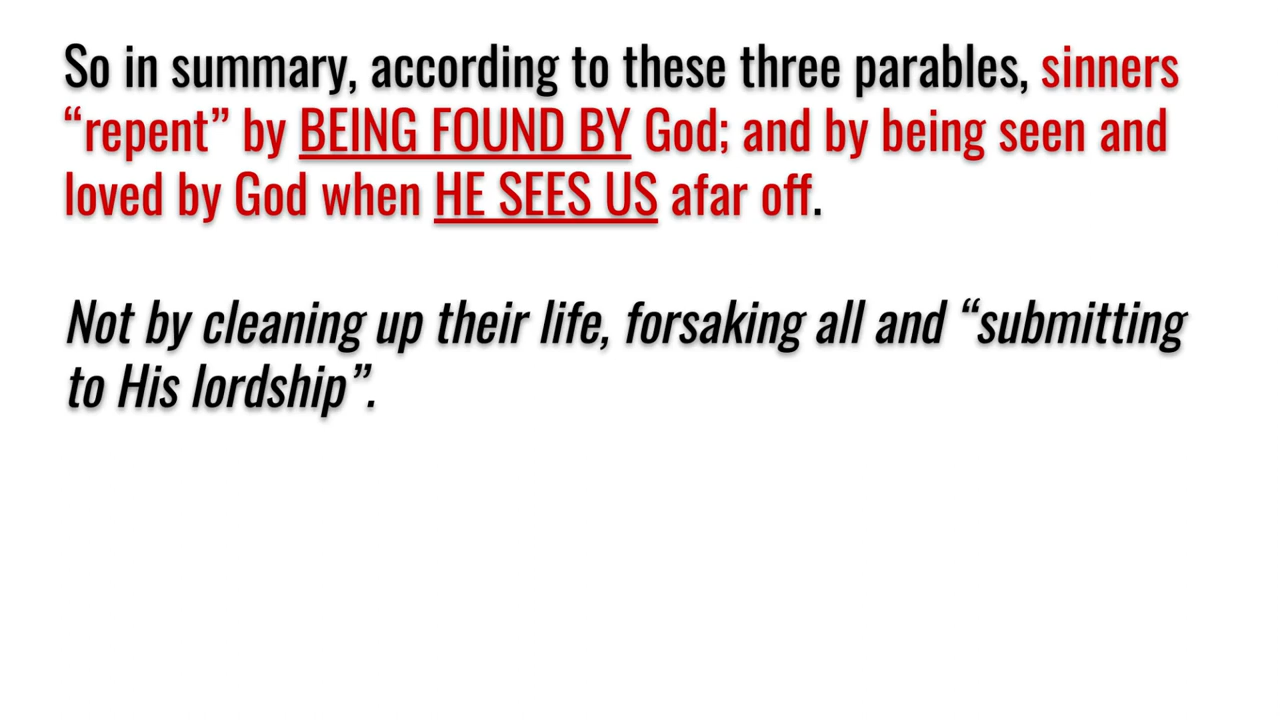 So in summary, according to these three parables, sinners
“repent” by BEING FOUND BY God; and by being seen and
loved by God when HE SEES US afar off.
Not by cleaning up their life, forsaking all and “submitting
to His lordship”.